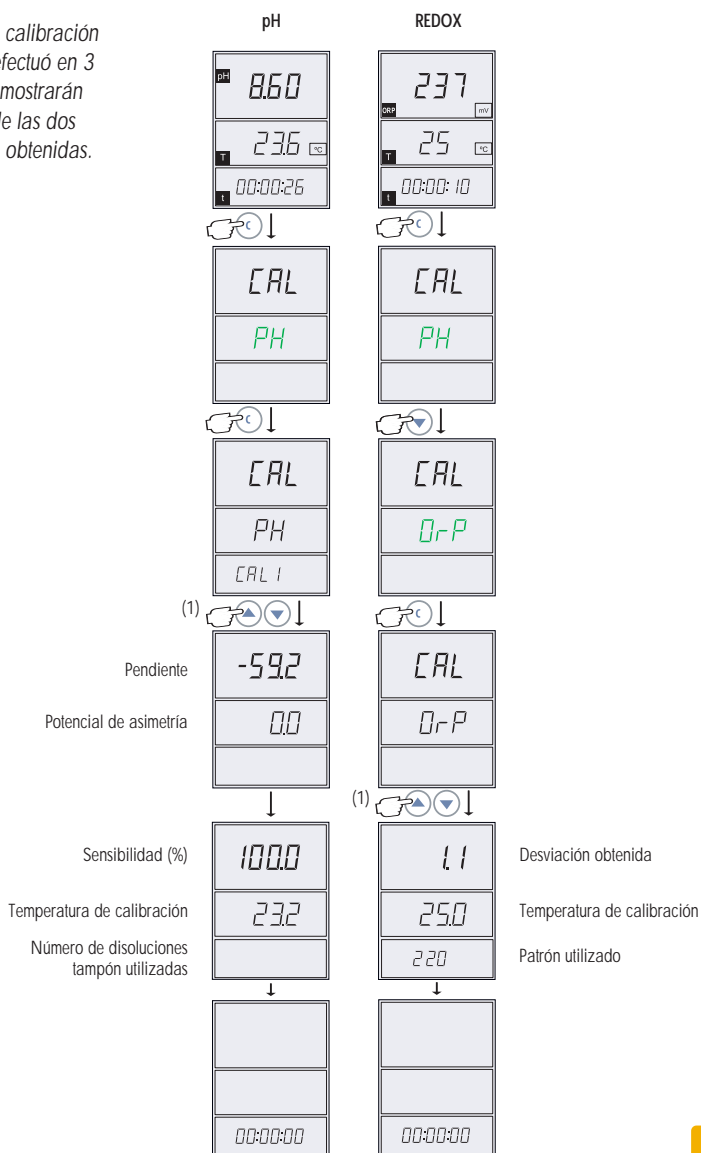 calibración
efectuó en 3
mostrarán
de las dos
obtenidas.
pH
REDOX
pH
8.60
T
23.6
°C
t
00:00:26
ORP
237
mV
T
25
°C
t
00:00:10
C
C
CAL
PH
CAL
PH
C
CAL
PH
CAL 1
CAL
OrP
(1)
C
Pendiente
-59.2
Potencial de asimetría
0.0
CAL
OrP
(1)
Sensibilidad (%)
100.0
Temperatura de calibración
23.2
Número de disoluciones
tampón utilizadas
1.1
Desviación obtenida
25.0
Temperatura de calibración
220
Patrón utilizado
00:00:00
00:00:00